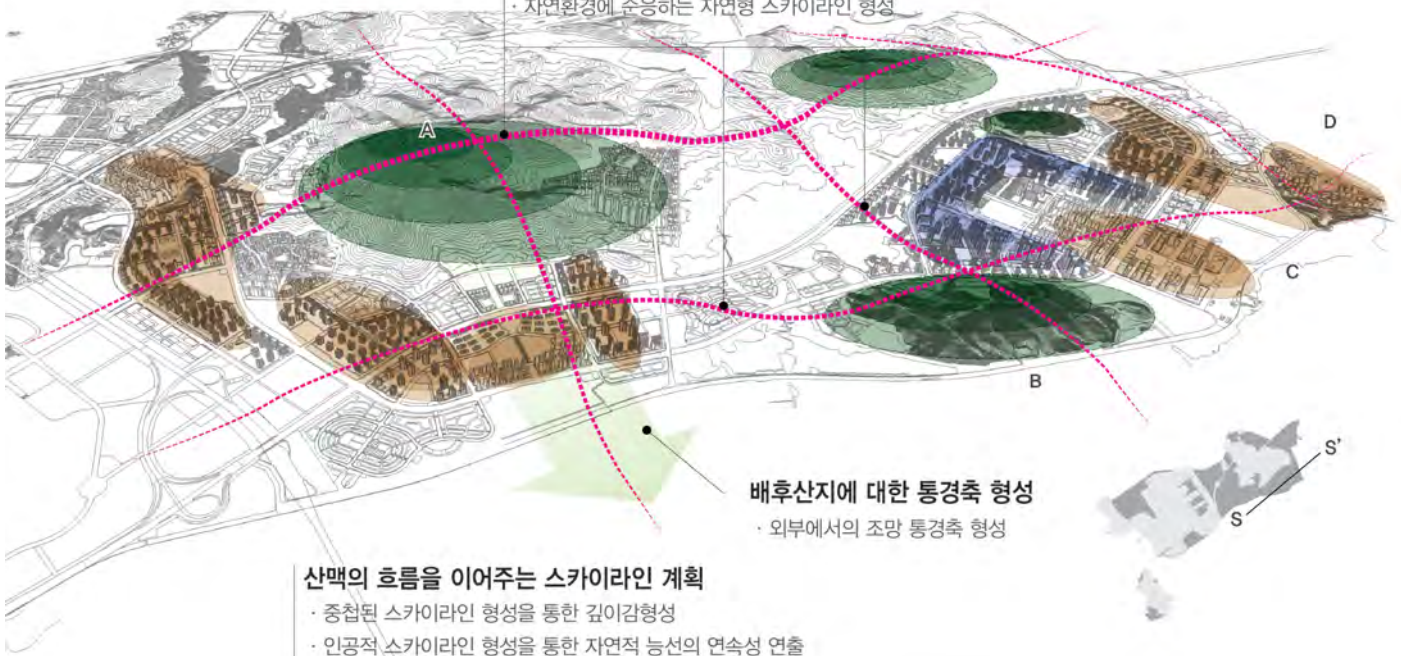 · 자연환경에 순응하는 자연형 스카이라인 형성
A
D
C
B
S'
S
배후산지에 대한 통경축 형성
· 외부에서의 조망 통경축 형성
산맥의 흐름을 이어주는 스카이라인 계획
· 중첩된 스카이라인 형성을 통한 깊이감형성
· 인공적 스카이라인 형성을 통한 자연적 능선의 연속성 연출